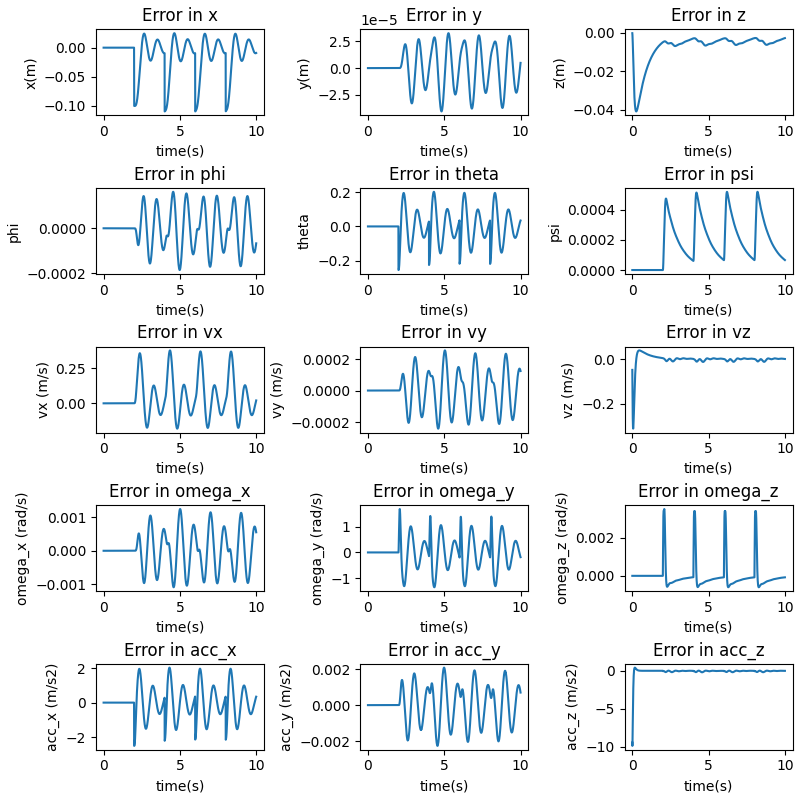 Error in x
Error in y
Error in z
1e−5
0.00
−0.05
−0.10
x(m)
0
5
10
time(s)
2.5
0.0
−2.5
y(m)
0
5
10
time(s)
0.00
−0.02
−0.04
z(m)
0
5
10
time(s)
Error in phi
Error in theta
Error in psi
0.0000
−0.0002
phi
0
5
10
time(s)
0.2
0.0
−0.2
theta
0
5
10
time(s)
0.0004
0.0002
0.0000
psi
0
5
10
time(s)
Error in vx
Error in vy
Error in vz
0.25
0.00
vx (m/s)
0
5
10
time(s)
0.0002
0.0000
−0.0002
vy (m/s)
0
5
10
time(s)
0.0
−0.2
vz (m/s)
0
5
10
time(s)
Error in omega_x
Error in omega_y
Error in omega_z
0.001
0.000
−0.001
omega_x (rad/s)
0
5
10
time(s)
1
0
−1
omega_y (rad/s)
0
5
10
time(s)
0.002
0.000
omega_z (rad/s)
0
5
10
time(s)
Error in acc_x
Error in acc_y
Error in acc_z
2
0
−2
acc_x (m/s2)
0
5
10
time(s)
0.002
0.000
−0.002
acc_y (m/s2)
0
5
10
time(s)
0
−5
−10
acc_z (m/s2)
0
5
10
time(s)